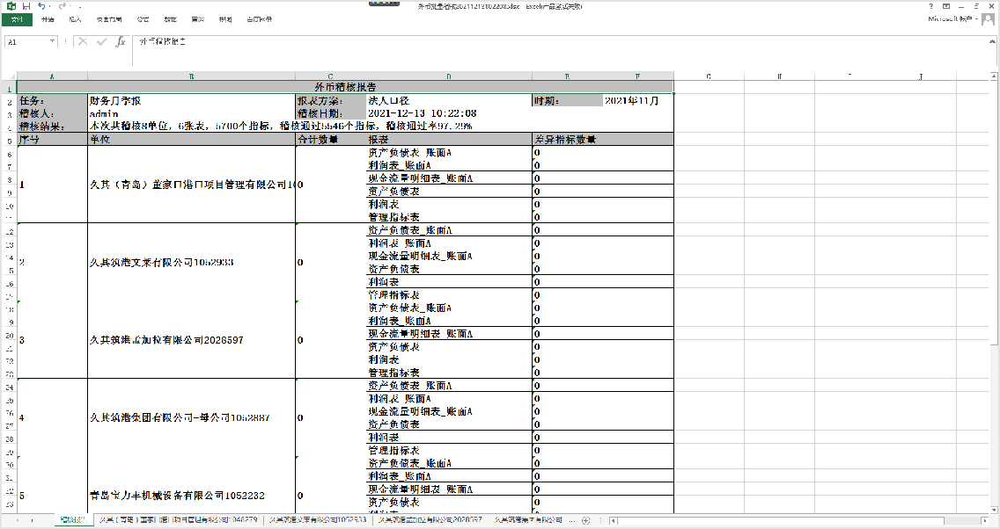 外币批量稽核20211213102208.xlsx - Excel(产品激活失败)
文件 开始 插入 页面布局 公式 数据 审阅 视图 百度网盘
Microsoft 帐户
A1 fx 外币稽核报告
A B C D E F G H I J
外币稽核报告
任务： 财务月季报 报表方案： 法人口径 时期： 2021年11月
稽核人： admin 稽核日期： 2021-12-13 10:22:08
稽核结果： 本次共稽核8单位，6张表，5700个指标，稽核通过5546个指标，稽核通过率97.29%
序号 单位 合计数量 报表 差异指标数量
资产负债表_账面A 0
利润表_账面A 0
现金流量明细表_账面A 0
1 久其（青岛）董家口港口项目管理有限公司1 0 资产负债表 0
利润表 0
管理指标表 0
资产负债表_账面A 0
利润表_账面A 0
现金流量明细表_账面A 0
2 久其筑港文莱有限公司1052933 0 资产负债表 0
利润表 0
管理指标表 0
资产负债表_账面A 0
利润表_账面A 0
现金流量明细表_账面A 0
3 久其筑港孟加拉有限公司2028597 0 资产负债表 0
利润表 0
管理指标表 0
资产负债表_账面A 0
利润表_账面A 0
现金流量明细表_账面A 0
4 久其筑港集团有限公司-母公司1052887 0 资产负债表 0
利润表 0
管理指标表 0
资产负债表_账面A 0
利润表_账面A 0
现金流量明细表_账面A 0
5 青岛宝力丰机械设备有限公司1052232 0 资产负债表 0
稽核报告 久其（青岛）董家口港口项目管理有限公司1048279 久其筑港文莱有限公司1052933 久其筑港孟加拉有限公司2028597 久其筑港集团有限公司 ...